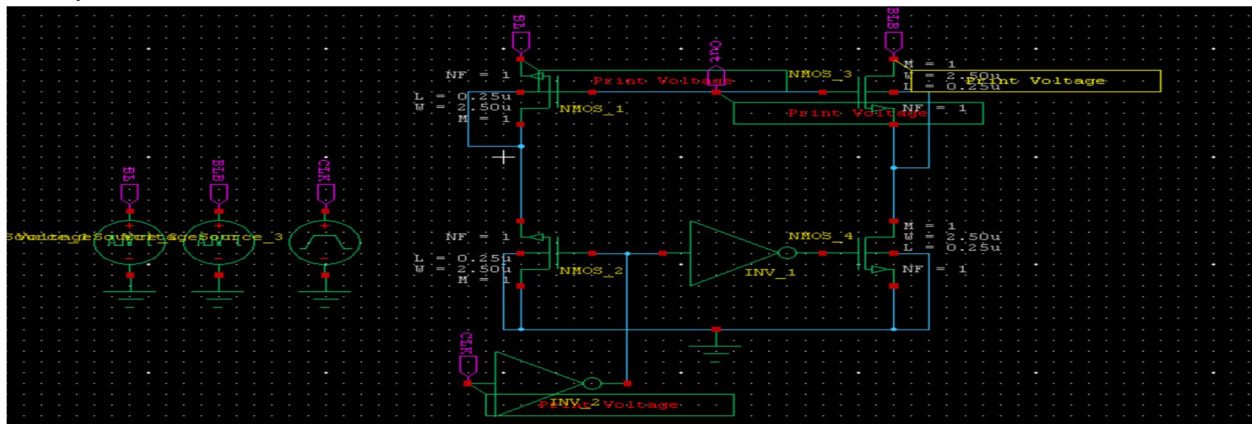 BL
BLB
Out
NF = 1
Print Voltage
NMOS_3
M = 1
W = 2.50u
Print Voltage
L = 0.25u
L = 0.25u
W = 2.50u
M = 1
NMOS_1
Print Voltage
NF = 1
BL
BLB
CLK
Source_3
NF = 1
L = 0.25u
W = 2.50u
M = 1
NMOS_2
INV_1
NMOS_4
M = 1
W = 2.50u
L = 0.25u
NF = 1
CLK
INV_2
Print Voltage